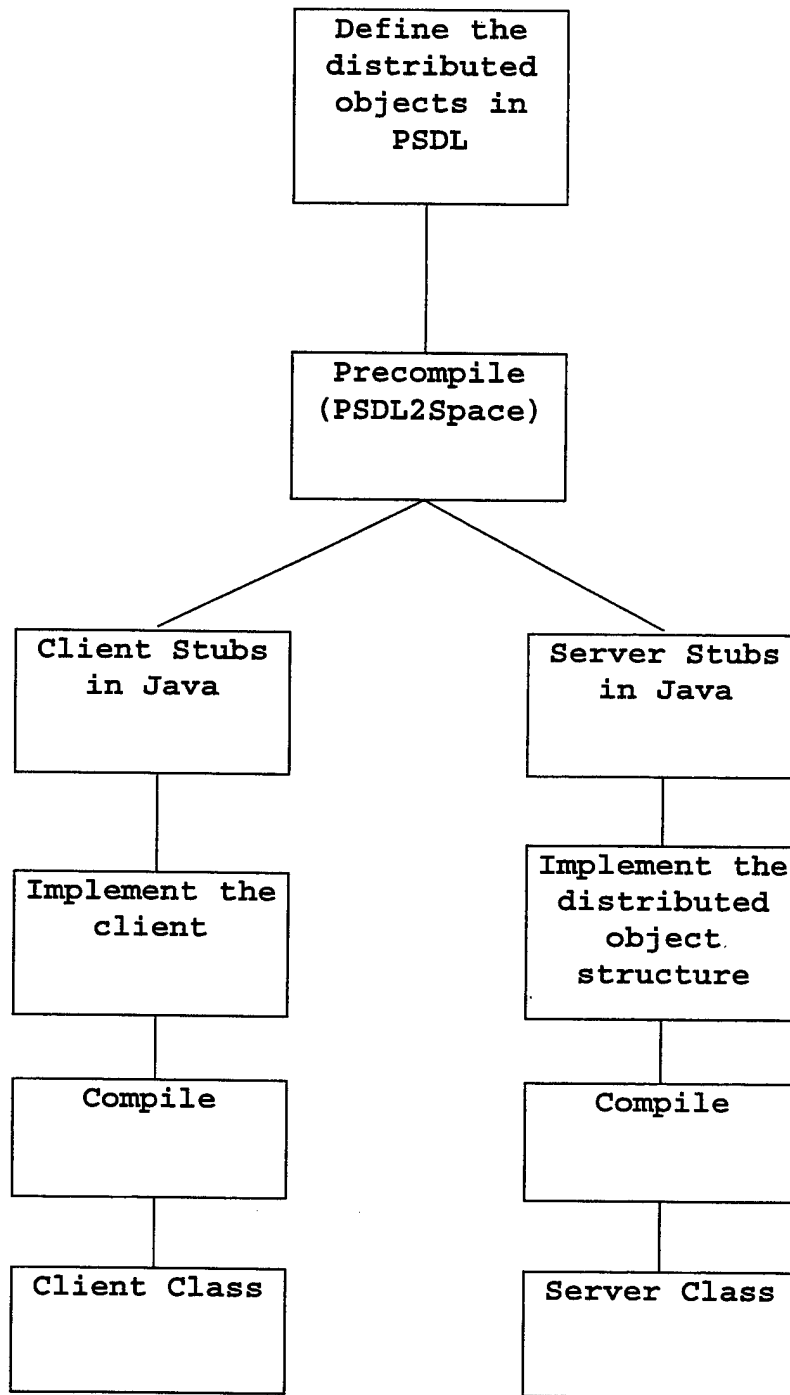 Define the
distributed
objects in
PSDL
Precompile
(PSDL2Space)
Client Stubs
in Java
Server Stubs
in Java
Implement the
client
Implement the
distributed
object
structure
Compile
Compile
Client Class
Server Class